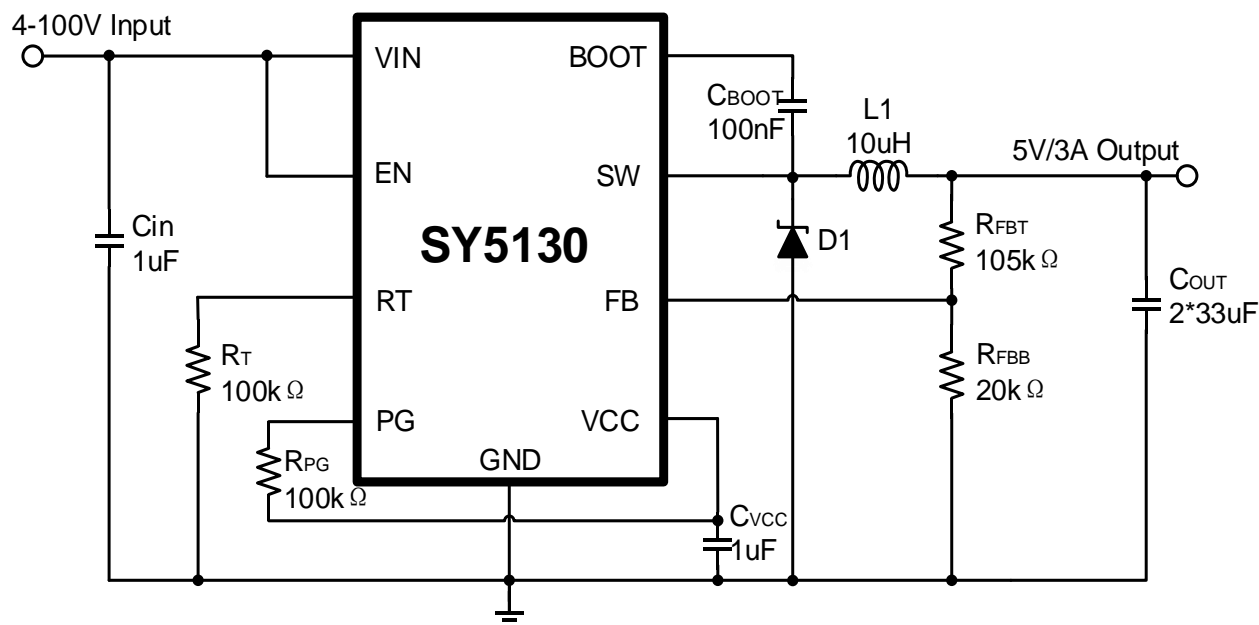 4-100V Input
VIN
BOOT
CBOOT
100nF
L1
10uH
5V/3A Output
EN
SW
Cin
1uF
SY5130
D1
RFBT
105kΩ
COUT
2*33uF
RT
FB
RT
100kΩ
RFBB
20kΩ
PG
VCC
RPG
100kΩ
GND
CVCC
1uF